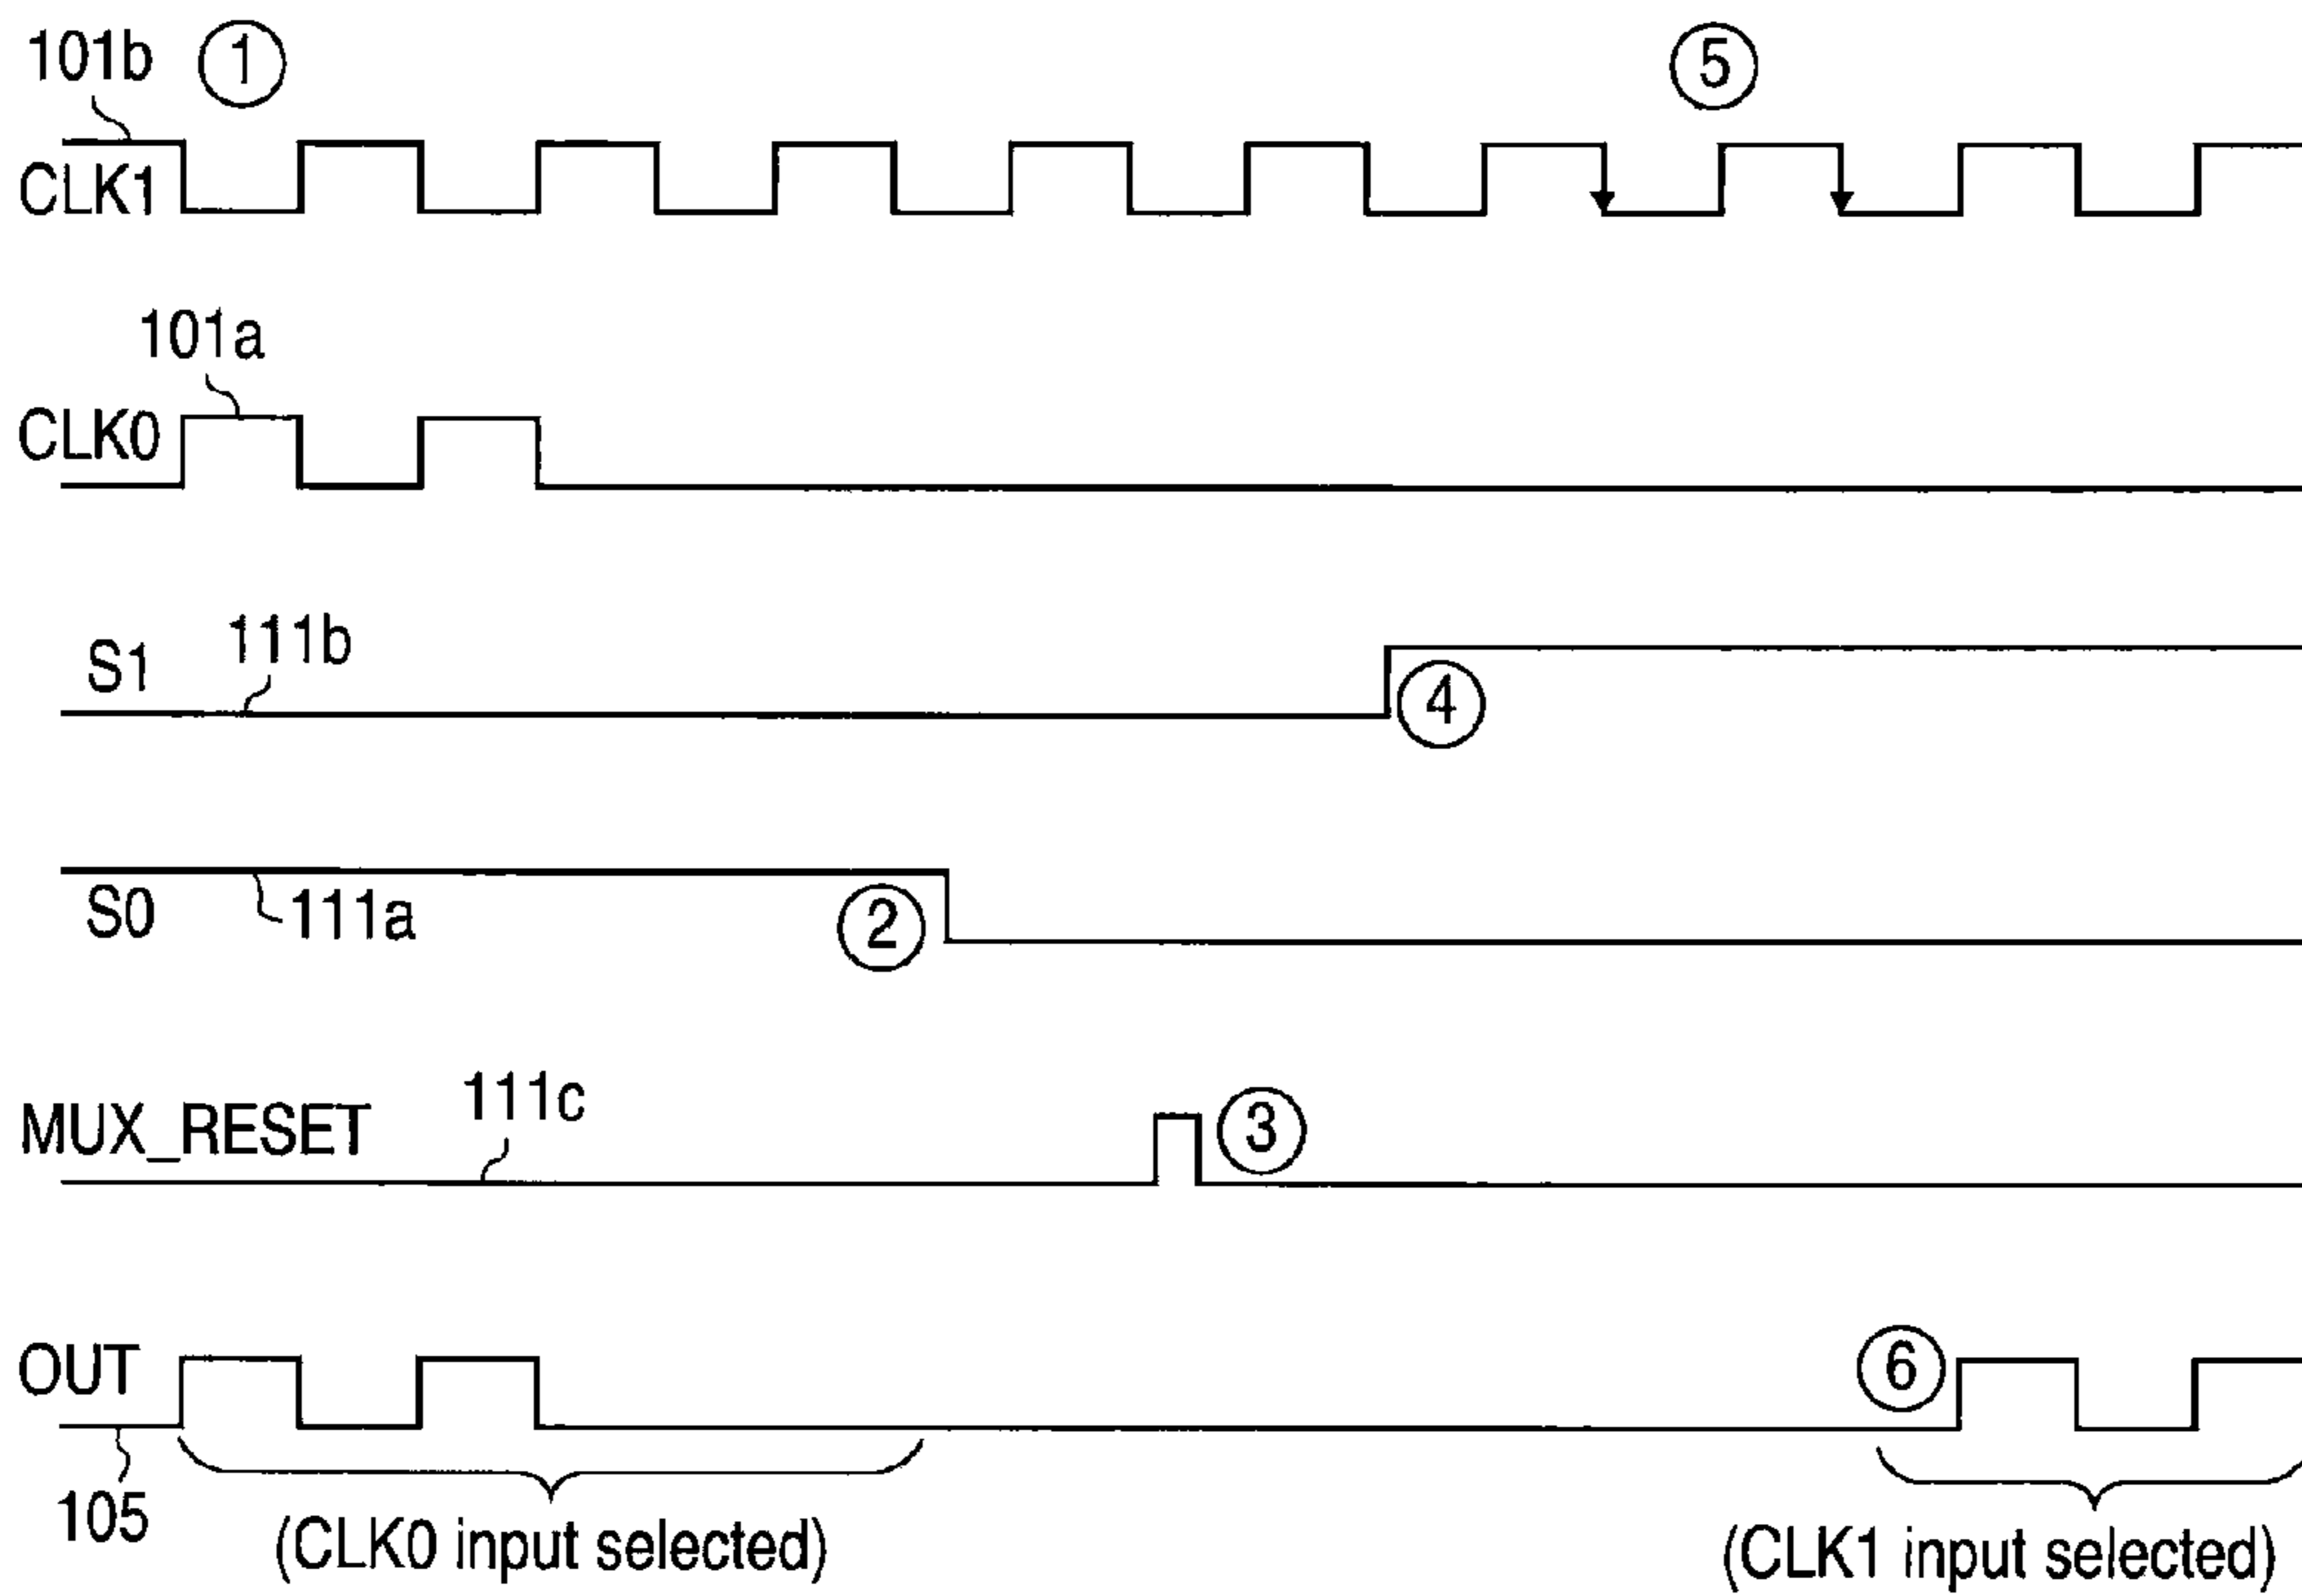 101b
①
⑤
CLK1
101a
CLK0
111b
S1
④
S0
111a
②
111c
MUX_RESET
③
OUT
⑥
105
(CLK0 input selected)
(CLK1 input selected)